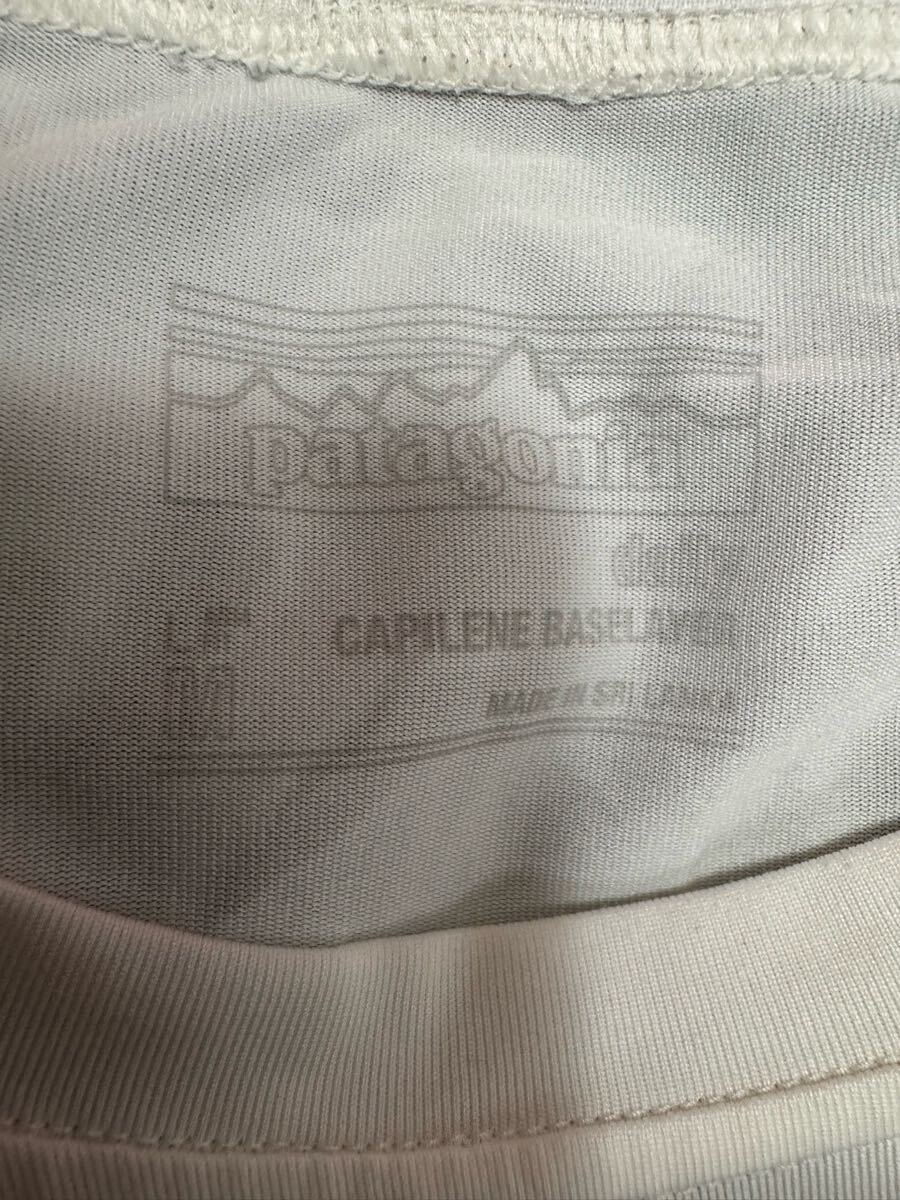 patagonia
CAPILENE BASELAYER
L
MADE IN SRI LANKA